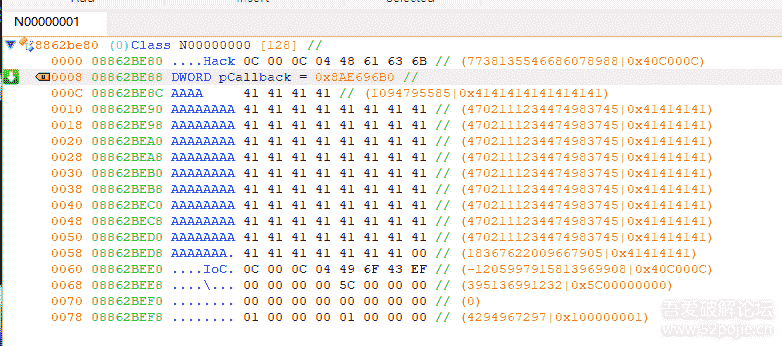 N00000001
8862be80 (0)Class N00000000 [128] //
0000 08862BE80 ....Hack 0C 00 0C 04 48 61 63 6B // (7738135546686078988|0x40C000C)
0008 08862BE88 DWORD pCallback = 0x8AE696B0 //
000C 08862BE8C AAAA 41 41 41 41 // (1094795585|0x4141414141414141)
0010 08862BE90 AAAAAAAA 41 41 41 41 41 41 41 41 // (4702111234474983745|0x41414141)
0018 08862BE98 AAAAAAAA 41 41 41 41 41 41 41 41 // (4702111234474983745|0x41414141)
0020 08862BEA0 AAAAAAAA 41 41 41 41 41 41 41 41 // (4702111234474983745|0x41414141)
0028 08862BEA8 AAAAAAAA 41 41 41 41 41 41 41 41 // (4702111234474983745|0x41414141)
0030 08862BEB0 AAAAAAAA 41 41 41 41 41 41 41 41 // (4702111234474983745|0x41414141)
0038 08862BEB8 AAAAAAAA 41 41 41 41 41 41 41 41 // (4702111234474983745|0x41414141)
0040 08862BEC0 AAAAAAAA 41 41 41 41 41 41 41 41 // (4702111234474983745|0x41414141)
0048 08862BEC8 AAAAAAAA 41 41 41 41 41 41 41 41 // (4702111234474983745|0x41414141)
0050 08862BED0 AAAAAAAA 41 41 41 41 41 41 41 41 // (4702111234474983745|0x41414141)
0058 08862BED8 AAAAAAA. 41 41 41 41 41 41 41 00 // (18367622009667905|0x41414141)
0060 08862BEE0 ....IoC. 0C 00 0C 04 49 6F 43 EF // (-1205997915813969908|0x40C000C)
0068 08862BEE8 ....\... 00 00 00 00 5C 00 00 00 // (395136991232|0x5C00000000)
0070 08862BEF0 ........ 00 00 00 00 00 00 00 00 // (0)
0078 08862BEF8 ........ 01 00 00 00 01 00 00 00 // (4294967297|0x100000001)
吾爱破解论坛
www.52pojie.cn